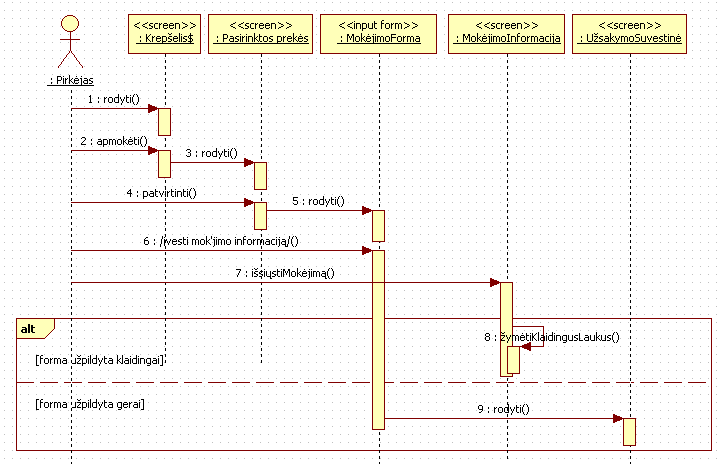 <<screen>>
: Krepšelis$
<<screen>>
: Pasirinktos prekės
<<input form>>
: MokėjimoForma
<<screen>>
: MokėjimoInformacija
<<screen>>
: UžsakymoSuvestinė
: Pirkėjas
1 : rodyti()
2 : apmokėti()
3 : rodyti()
4 : patvirtinti()
5 : rodyti()
6 : /įvesti mok'jimo informaciją/()
7 : išsiųstiMokėjimą()
alt
8 : žymėtiKlaidingusLaukus()
[forma užpildyta klaidingai]
[forma užpildyta gerai]
9 : rodyti()